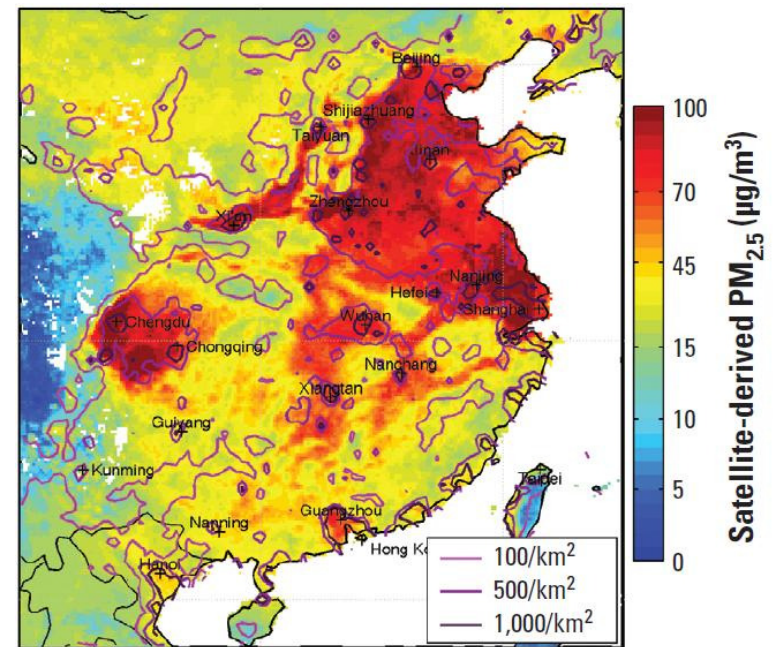 Beijing
Shijiazhuang
Taiyuan
Jinan
Zhengzhou
Xi'an
Nanjing
Hefei
Shanghai
Chengdu
Wuhan
Chongqing
Nanchang
Xiangtan
Guiyang
Kunming
Taipei
Guangzhou
Nanning
Hong Ko
Hanoi
100/km²
500/km²
1,000/km²
100
70
45
15
10
5
0
Satellite-derived PM₂.₅ (µg/m³)